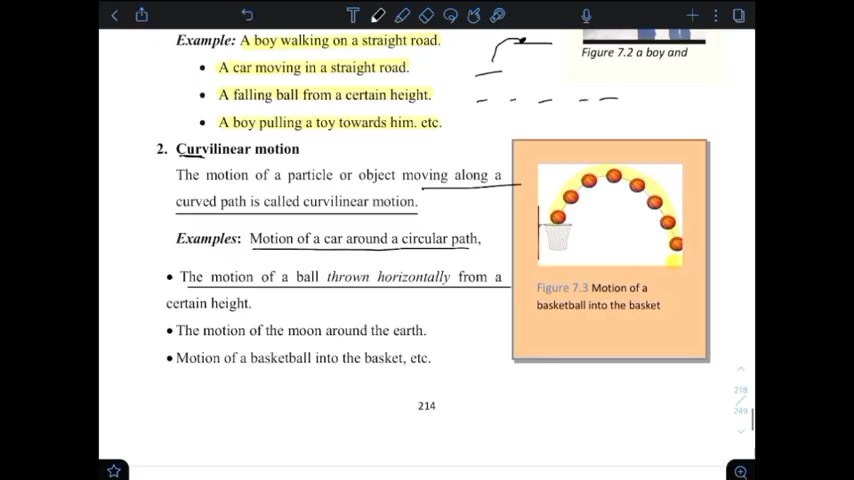 Example: A boy walking on a straight road.
• A car moving in a straight road.
• A falling ball from a certain height.
• A boy pulling a toy towards him. etc.
Figure 7.2 a boy and
2. Curvilinear motion
The motion of a particle or object moving along a
curved path is called curvilinear motion.
Examples: Motion of a car around a circular path,
• The motion of a ball thrown horizontally from a
certain height.
• The motion of the moon around the earth.
• Motion of a basketball into the basket, etc.
Figure 7.3 Motion of a
basketball into the basket
214
218
249